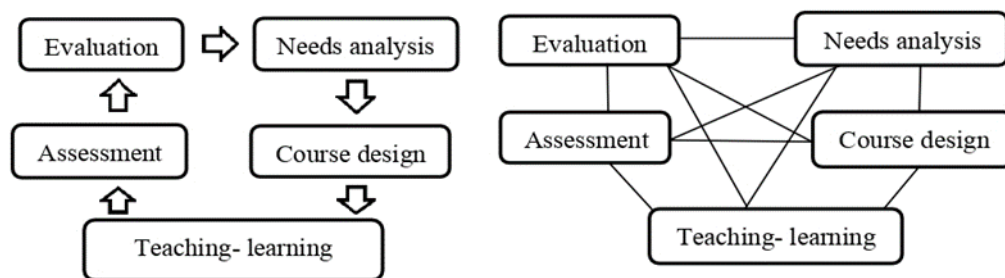 Evaluation
Needs analysis
Assessment
Course design
Teaching- learning
Evaluation
Needs analysis
Assessment
Course design
Teaching- learning